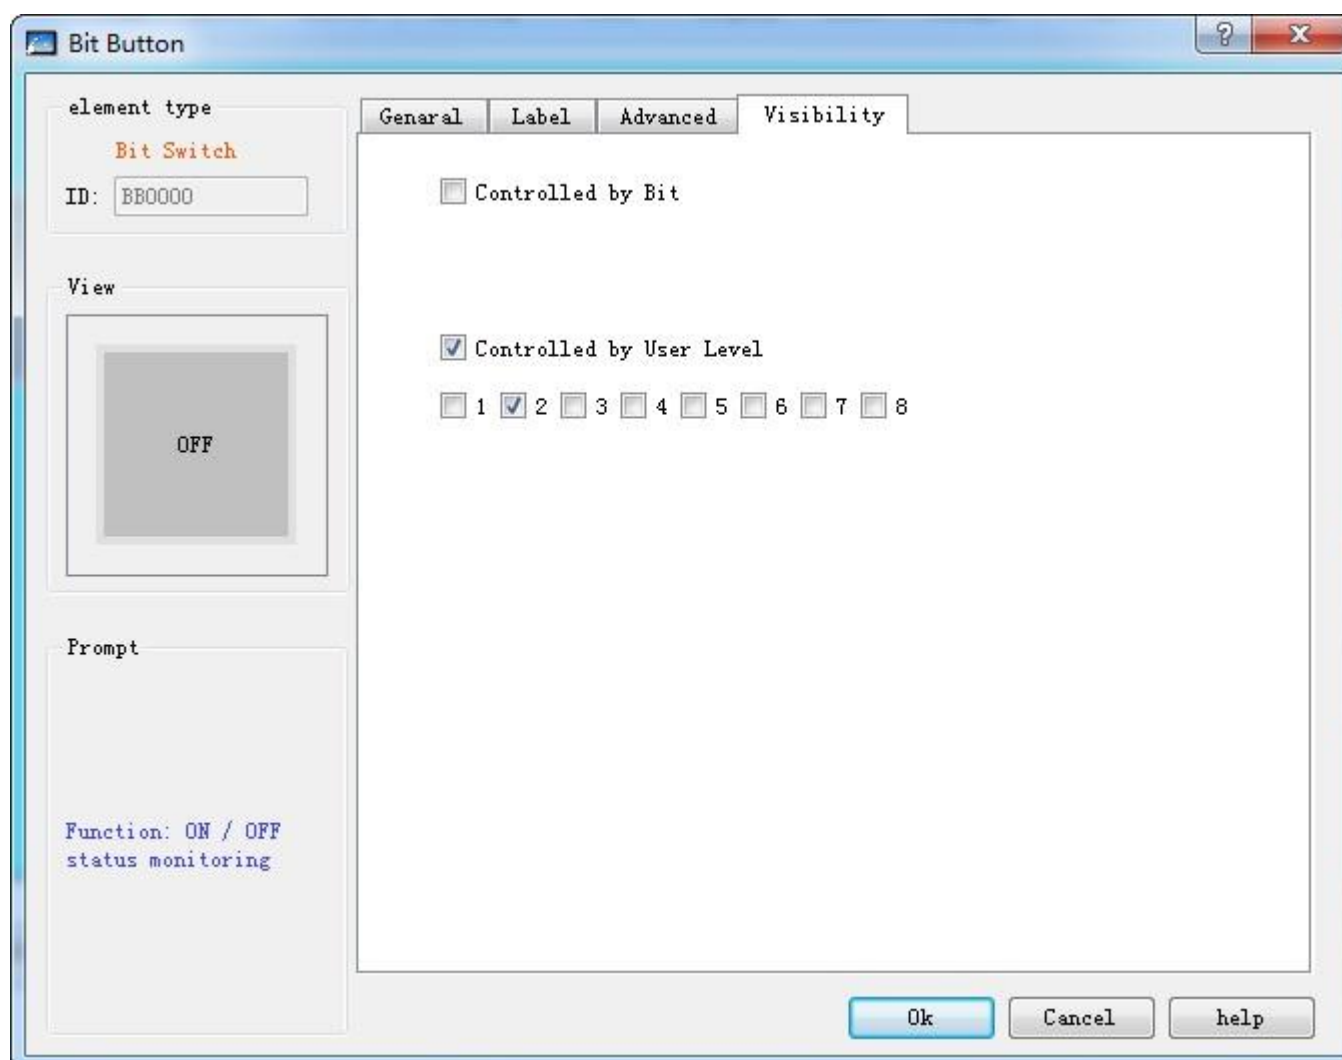 Bit Button
?
element type
Bit Switch
ID: BB0000
View
OFF
Prompt
Function: ON / OFF
status monitoring
Genaral Label Advanced Visibility
Controlled by Bit
Controlled by User Level
1 2 3 4 5 6 7 8
Ok Cancel help